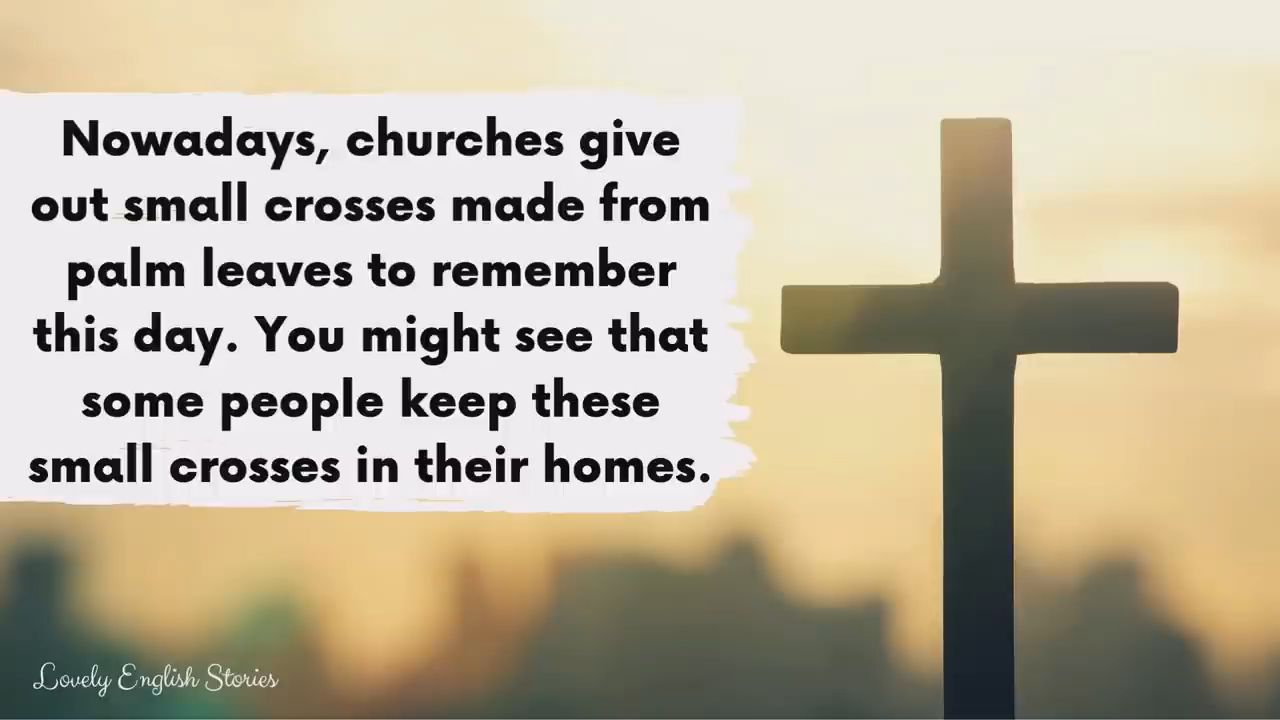 Nowadays, churches give
out small crosses made from
palm leaves to remember
this day. You might see that
some people keep these
small crosses in their homes.
Lovely English Stories